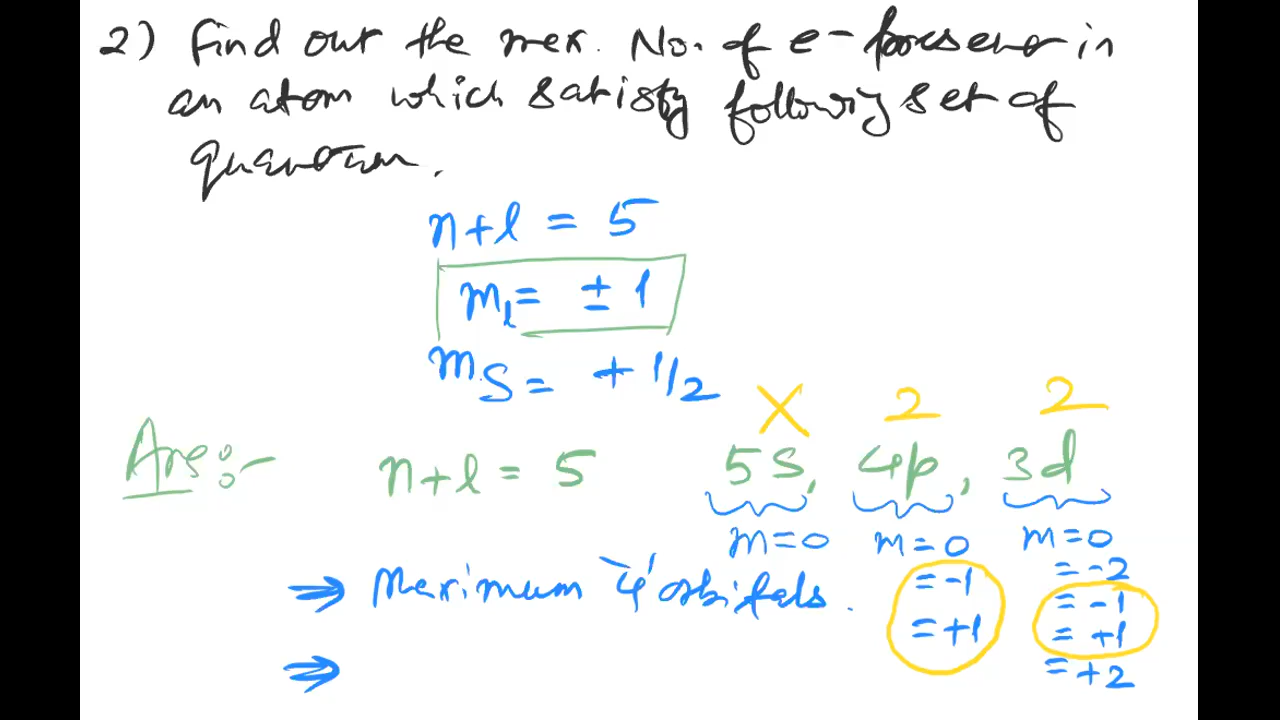 2) Find out the max. No. of e- present in
an atom which satisfy following set of
quantum.
n+l = 5
ml = ± 1
ms = + 1/2
X 2 2
Ans:- n+l = 5 5s, 4p, 3d
m=0 m=0 m=0
=-1 =-2
⇒ Maximum '4' orbitals. =+1 =-1
=+1
⇒ =+2